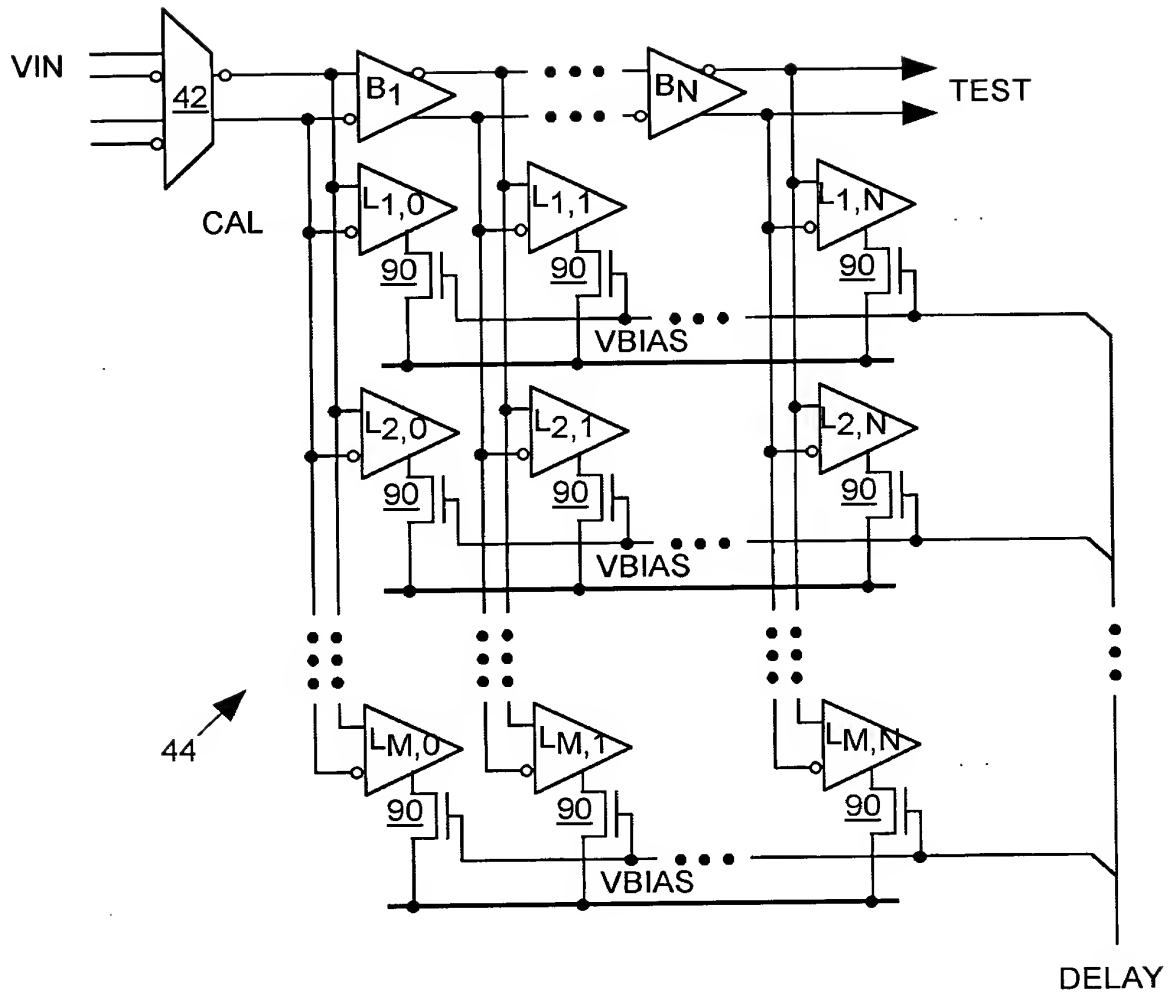 VIN
42
B1
BN
TEST
CAL
L1,0
L1,1
L1,N
90
90
90
VBIAS
L2,0
L2,1
L2,N
90
90
90
VBIAS
44
LM,0
LM,1
LM,N
90
90
90
VBIAS
DELAY